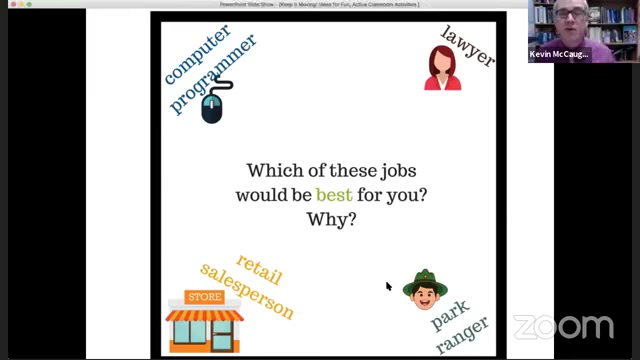 PowerPoint Slide Show - [Keep It Moving! Ideas for Fun, Active Classroom Activities ]
computer
programmer
lawyer
Kevin McCaug...
Which of these jobs
would be best for you?
Why?
retail
salesperson
STORE
park
ranger
zoom